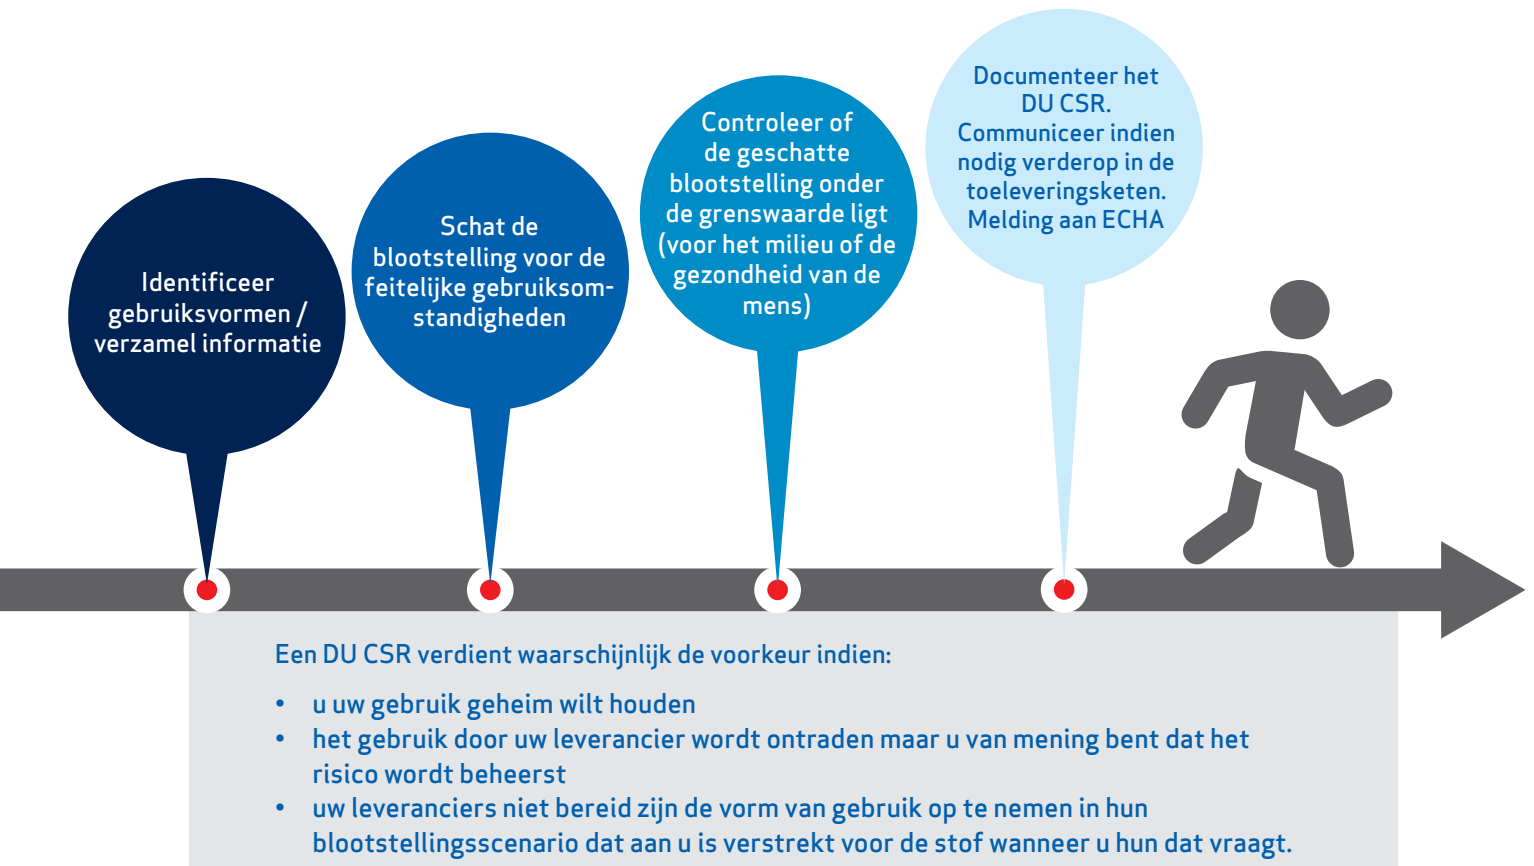 Identificeer
gebruiksvormen /
verzamel informatie
Schat de
blootstelling voor de
feitelijke gebruiksom-
standigheden
Controleer of
de geschatte
blootstelling onder
de grenswaarde ligt
(voor het milieu of de
gezondheid van de
mens)
Documenteer het
DU CSR.
Communiceer indien
nodig verderop in de
toeleveringsketen.
Melding aan ECHA
Een DU CSR verdient waarschijnlijk de voorkeur indien:
• u uw gebruik geheim wilt houden
• het gebruik door uw leverancier wordt ontraden maar u van mening bent dat het
risico wordt beheerst
• uw leveranciers niet bereid zijn de vorm van gebruik op te nemen in hun
blootstellingsscenario dat aan u is verstrekt voor de stof wanneer u hun dat vraagt.